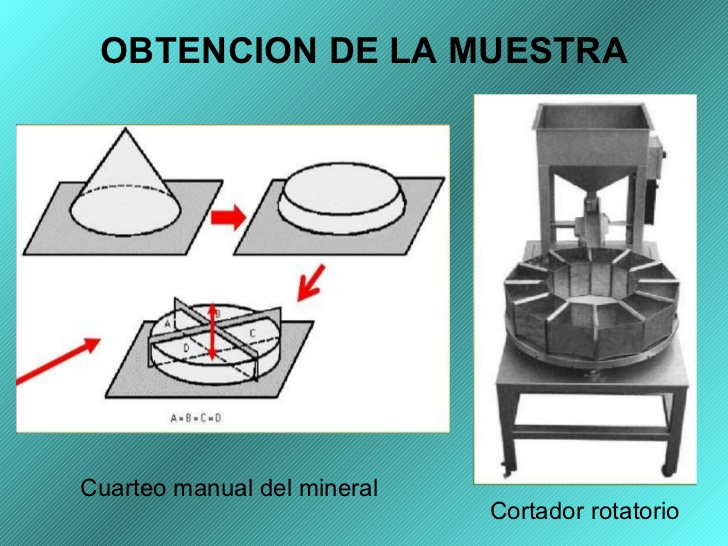 OBTENCION DE LA MUESTRA
A
B
C
D
A=B=C=D
Cuarteo manual del mineral
Cortador rotatorio